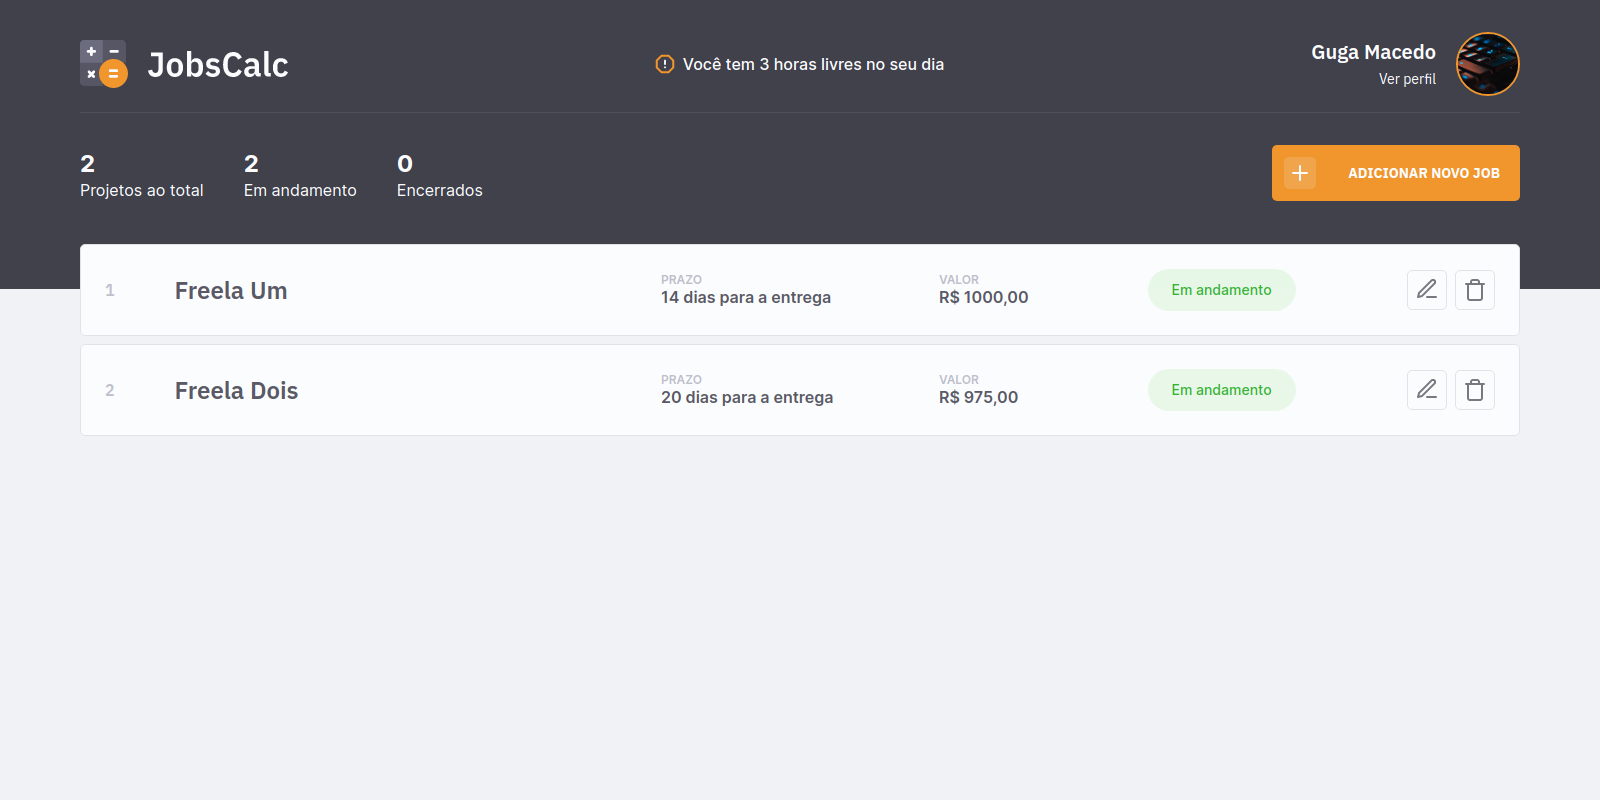 JobsCalc
Você tem 3 horas livres no seu dia
Guga Macedo
Ver perfil
2
Projetos ao total
2
Em andamento
0
Encerrados
ADICIONAR NOVO JOB
1
Freela Um
PRAZO
14 dias para a entrega
VALOR
R$ 1000,00
Em andamento
2
Freela Dois
PRAZO
20 dias para a entrega
VALOR
R$ 975,00
Em andamento